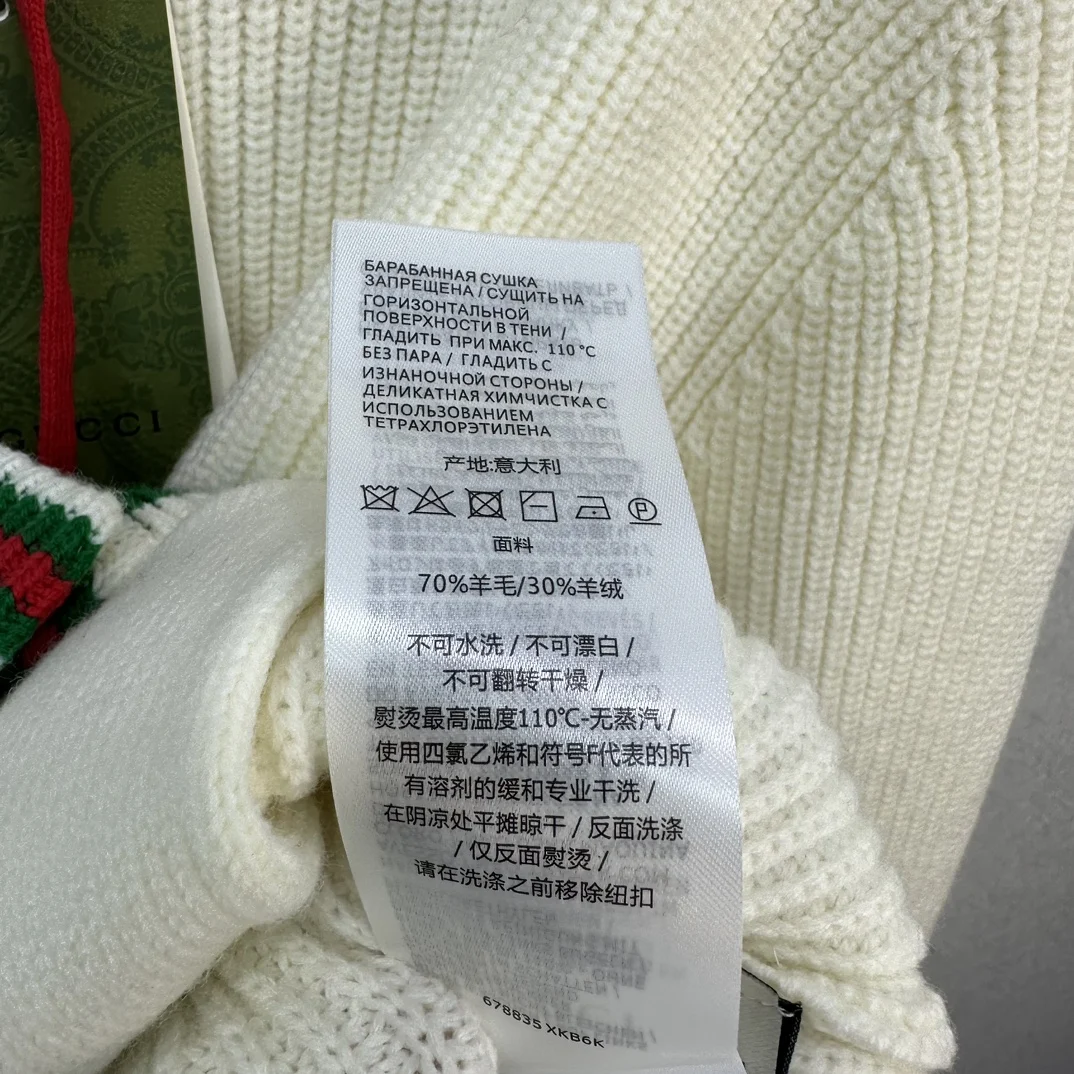 GUCCI
БАРАБАННАЯ СУШКА
ЗАПРЕЩЕНА / СУЩИТЬ НА
ГОРИЗОНТАЛЬНОЙ
ПОВЕРХНОСТИ В ТЕНИ /
ГЛАДИТЬ ПРИ МАКС. 110 °C
БЕЗ ПАРА / ГЛАДИТЬ С
ИЗНАНОЧНОЙ СТОРОНЫ /
ДЕЛИКАТНАЯ ХИМЧИСТКА С
ИСПОЛЬЗОВАНИЕМ
ТЕТРАХЛОРЭТИЛЕНА
产地:意大利
P
面料
70%羊毛/30%羊绒
不可水洗 / 不可漂白 /
不可翻转干燥 /
熨烫最高温度110℃-无蒸汽 /
使用四氯乙烯和符号F代表的所
有溶剂的缓和专业干洗 /
在阴凉处平摊晾干 / 反面洗涤
/ 仅反面熨烫 /
请在洗涤之前移除纽扣
678835 XKB6K